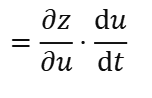 = ∂z/∂u · du/dt